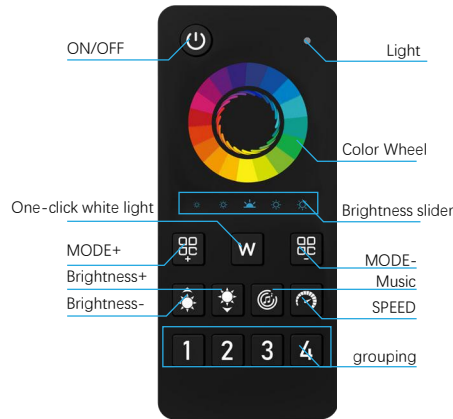 ON/OFF
Light
Color Wheel
One-click white light
Brightness slider
W
MODE+
MODE-
Brightness+
Music
Brightness-
SPEED
1 2 3 4
grouping